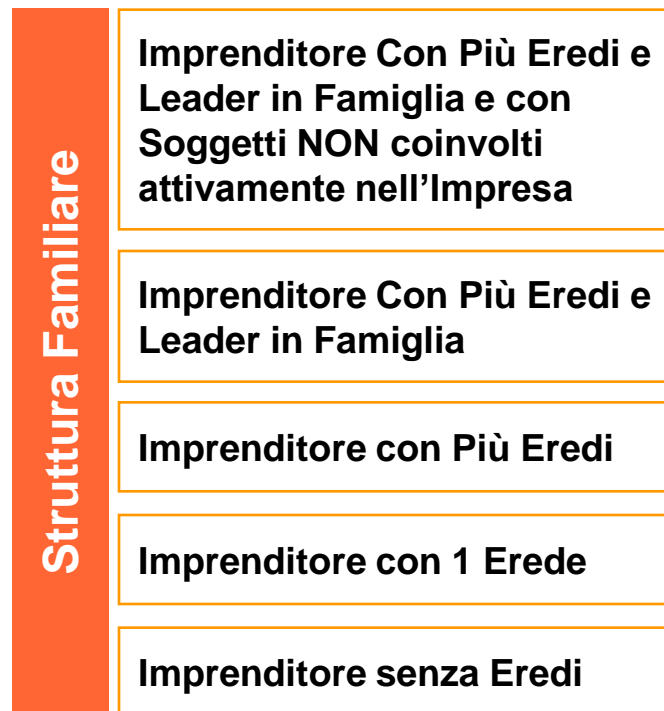 Struttura Familiare
Imprenditore Con Più Eredi e
Leader in Famiglia e con
Soggetti NON coinvolti
attivamente nell'Impresa
Imprenditore Con Più Eredi e
Leader in Famiglia
Imprenditore con Più Eredi
Imprenditore con 1 Erede
Imprenditore senza Eredi